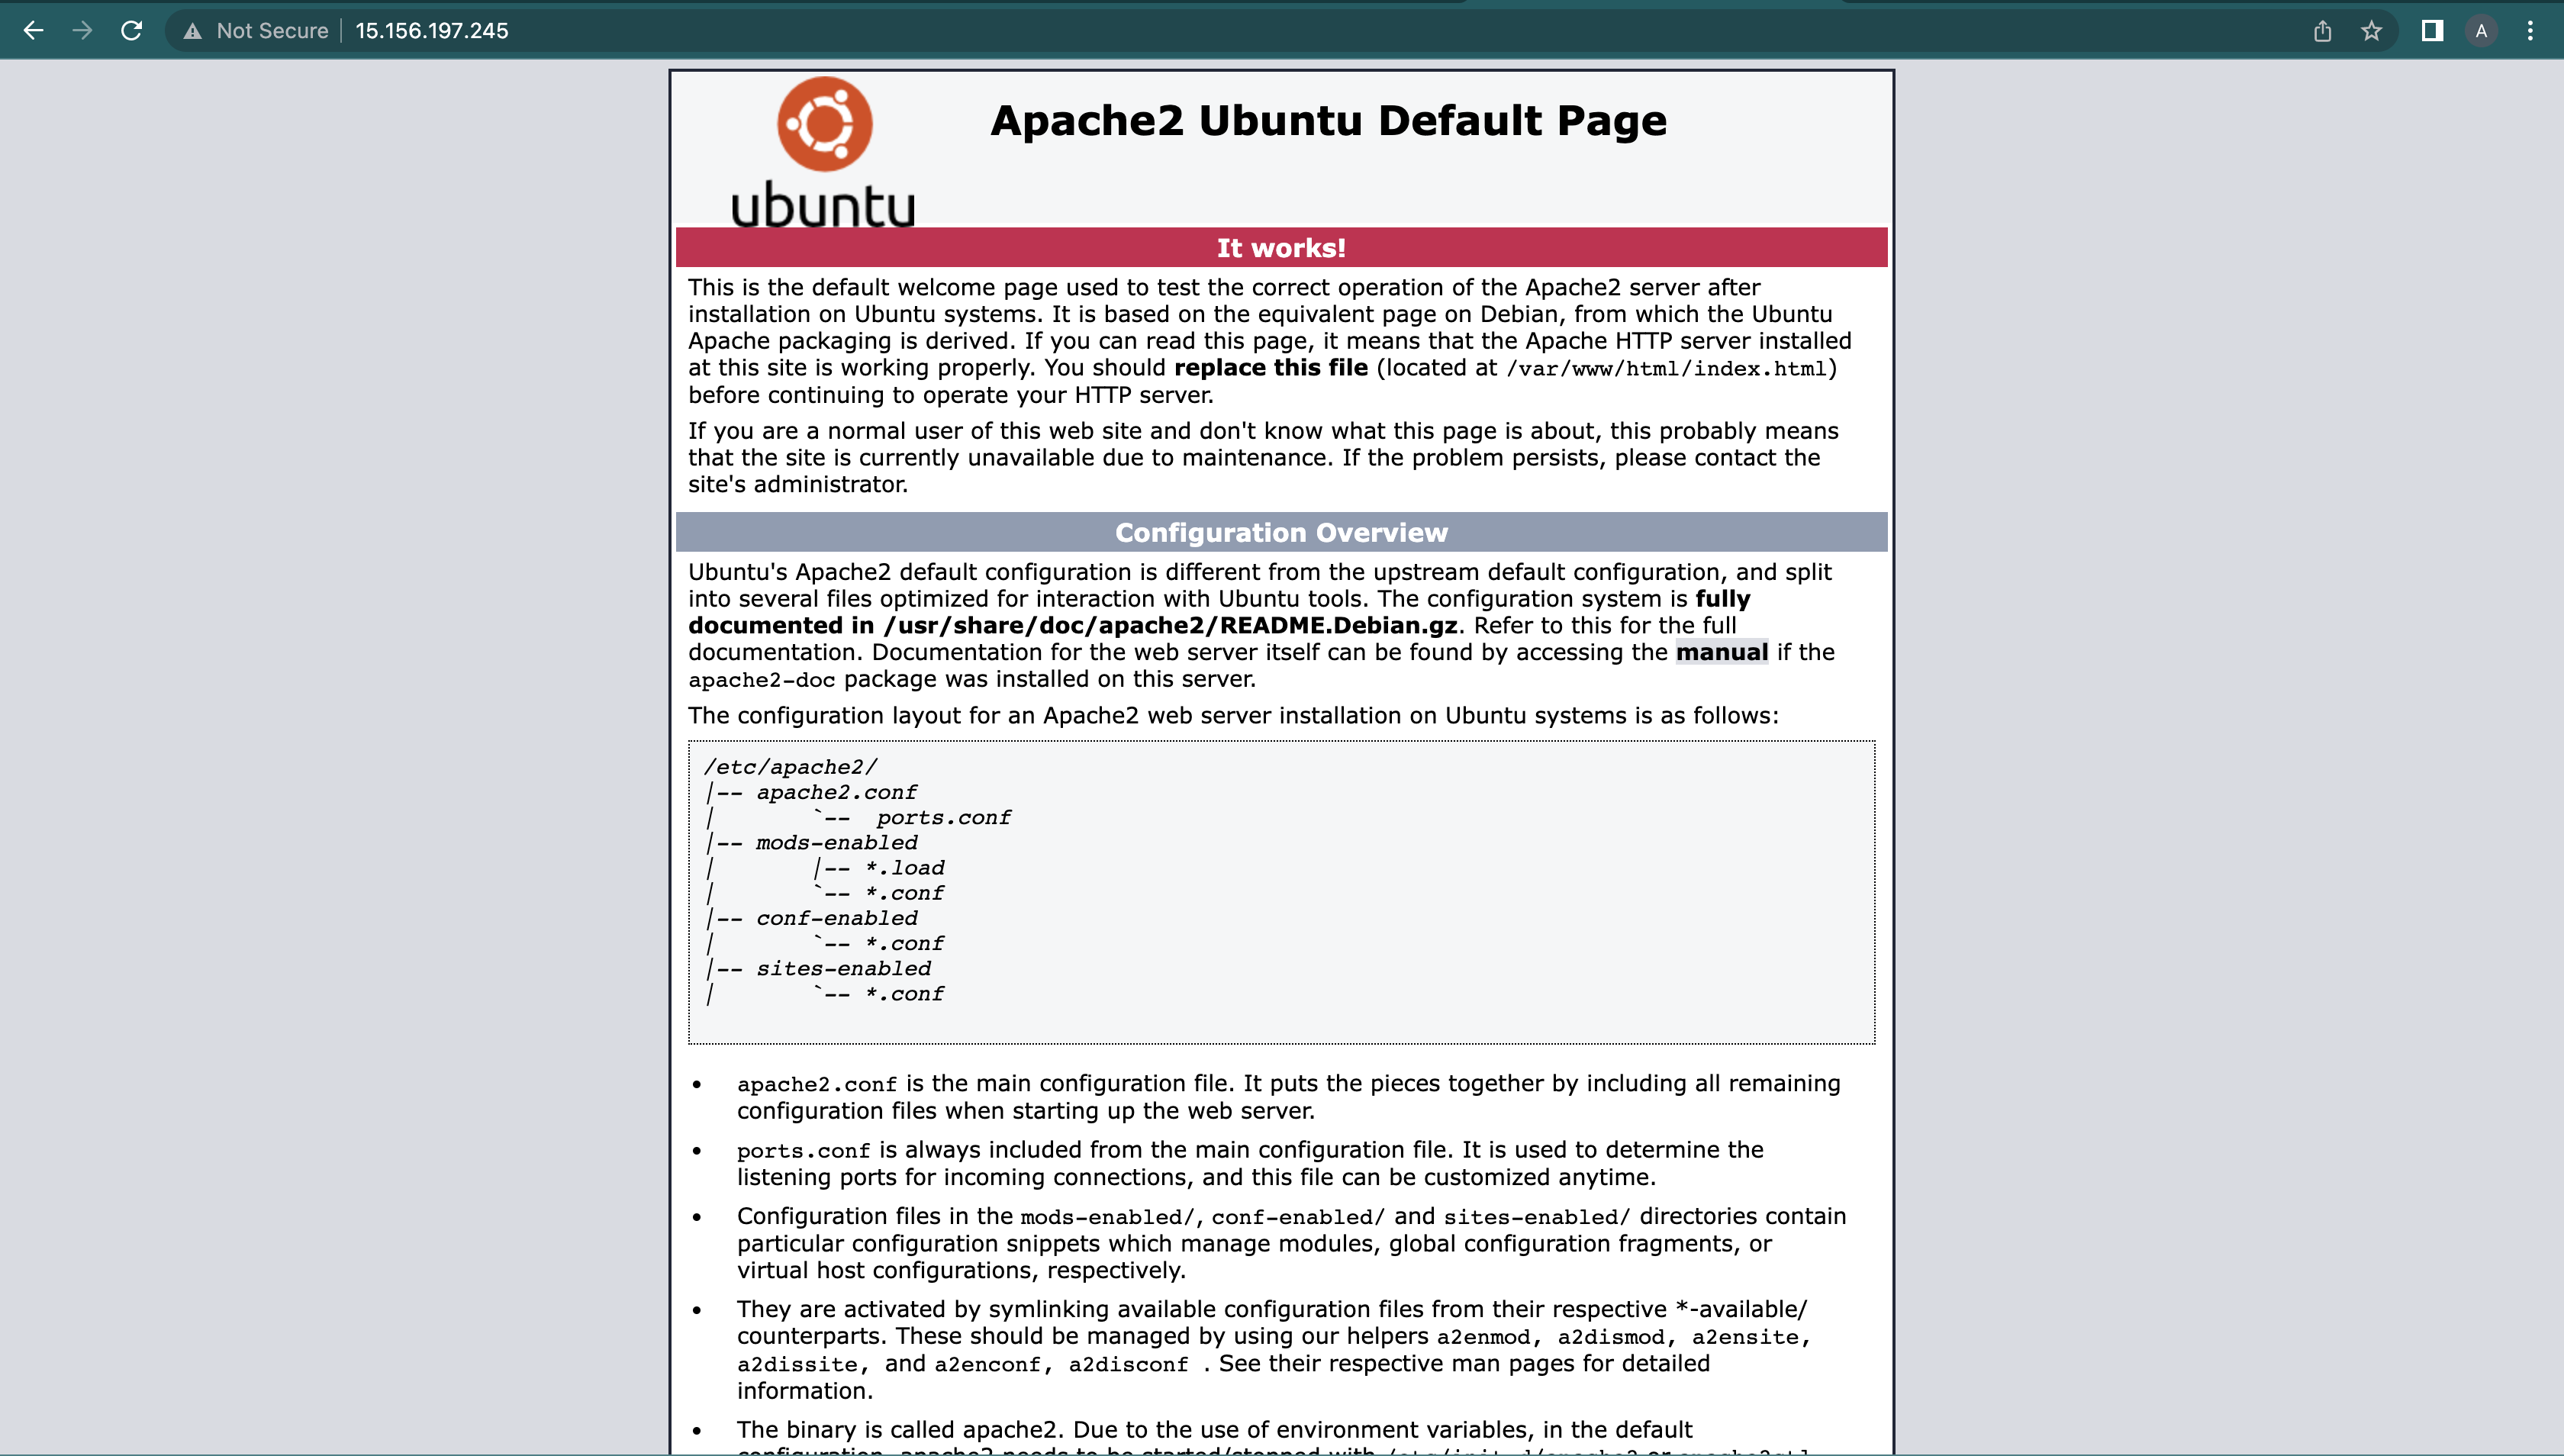 Not Secure | 15.156.197.245
A
ubuntu
Apache2 Ubuntu Default Page
It works!
This is the default welcome page used to test the correct operation of the Apache2 server after
installation on Ubuntu systems. It is based on the equivalent page on Debian, from which the Ubuntu
Apache packaging is derived. If you can read this page, it means that the Apache HTTP server installed
at this site is working properly. You should replace this file (located at /var/www/html/index.html)
before continuing to operate your HTTP server.
If you are a normal user of this web site and don't know what this page is about, this probably means
that the site is currently unavailable due to maintenance. If the problem persists, please contact the
site's administrator.
Configuration Overview
Ubuntu's Apache2 default configuration is different from the upstream default configuration, and split
into several files optimized for interaction with Ubuntu tools. The configuration system is fully
documented in /usr/share/doc/apache2/README.Debian.gz. Refer to this for the full
documentation. Documentation for the web server itself can be found by accessing the manual if the
apache2-doc package was installed on this server.
The configuration layout for an Apache2 web server installation on Ubuntu systems is as follows:
/etc/apache2/
|-- apache2.conf
|       `--  ports.conf
|-- mods-enabled
|       |-- *.load
|       `-- *.conf
|-- conf-enabled
|       `-- *.conf
|-- sites-enabled
|       `-- *.conf
• apache2.conf is the main configuration file. It puts the pieces together by including all remaining
configuration files when starting up the web server.
• ports.conf is always included from the main configuration file. It is used to determine the
listening ports for incoming connections, and this file can be customized anytime.
• Configuration files in the mods-enabled/, conf-enabled/ and sites-enabled/ directories contain
particular configuration snippets which manage modules, global configuration fragments, or
virtual host configurations, respectively.
• They are activated by symlinking available configuration files from their respective *-available/
counterparts. These should be managed by using our helpers a2enmod, a2dismod, a2ensite,
a2dissite, and a2enconf, a2disconf . See their respective man pages for detailed
information.
• The binary is called apache2. Due to the use of environment variables, in the default